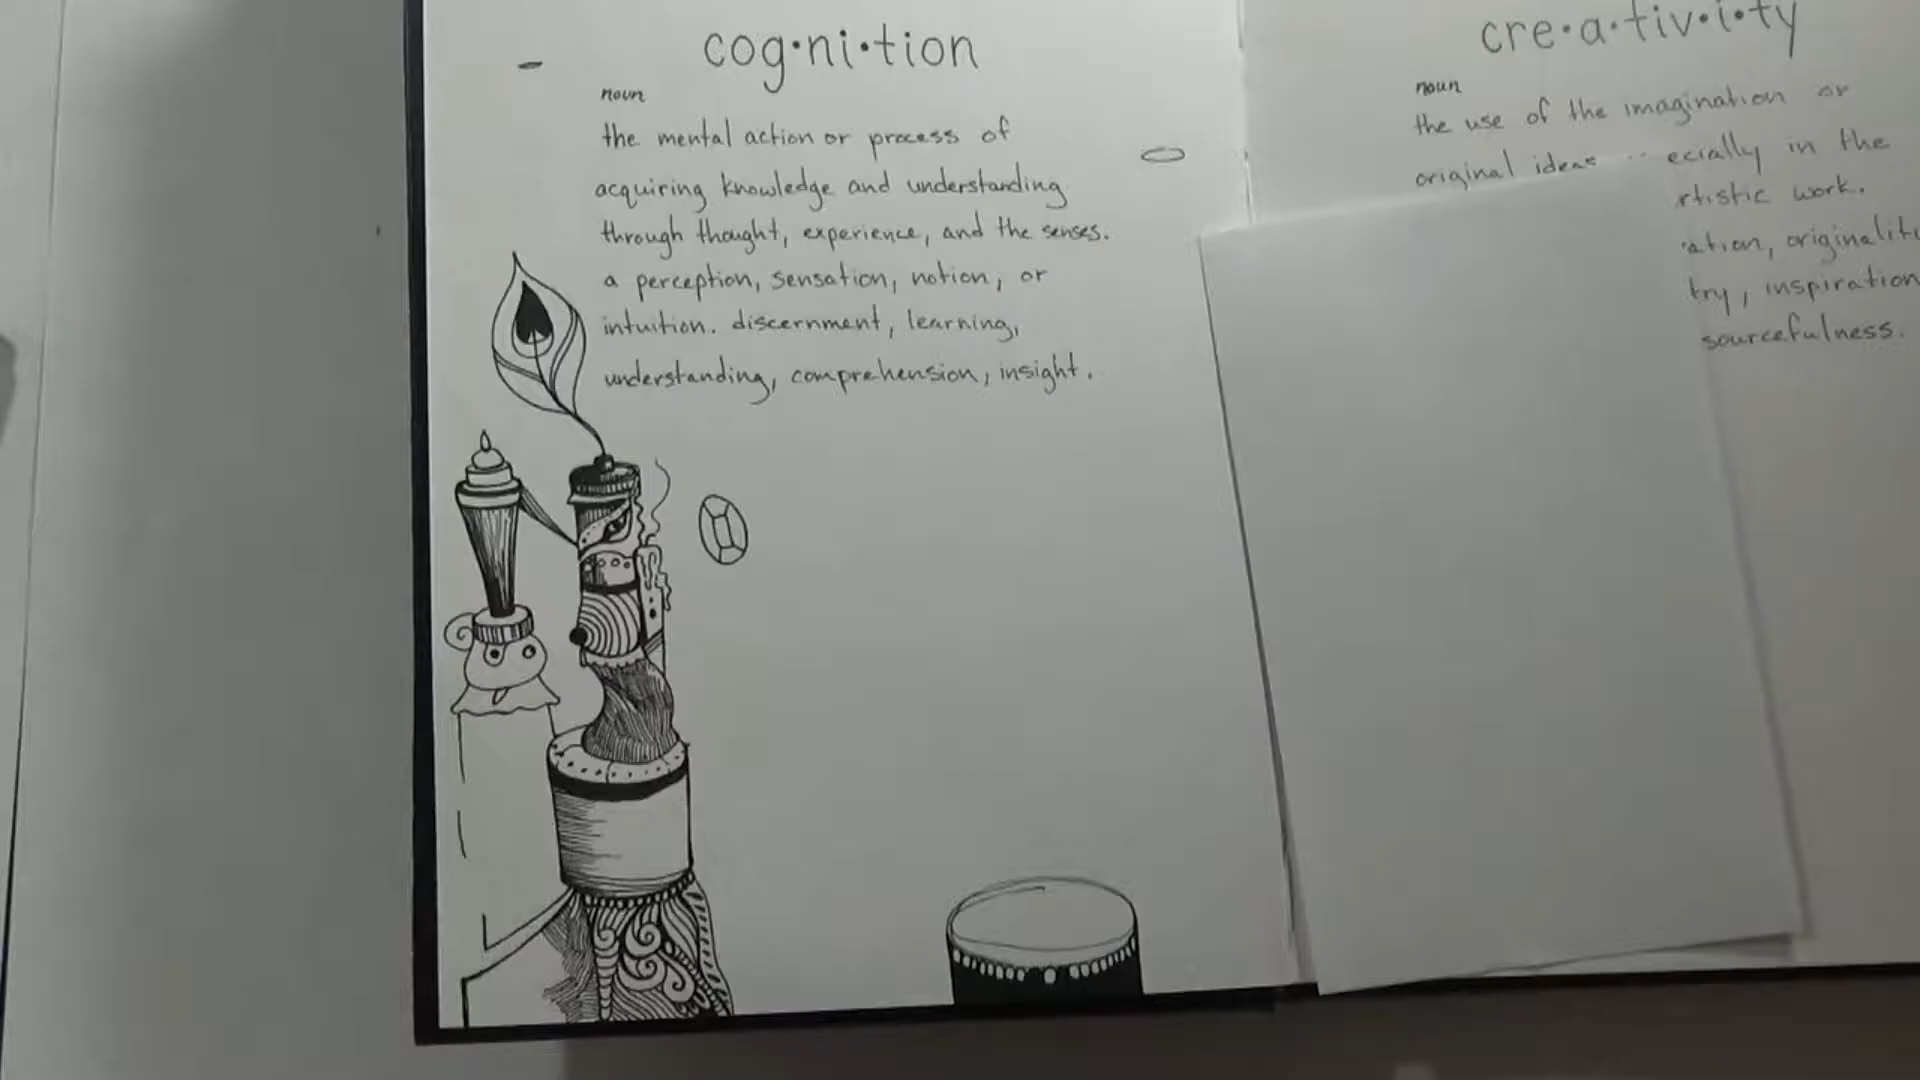 cog·ni·tion
noun
the mental action or process of
acquiring knowledge and understanding
through thought, experience, and the senses.
a perception, sensation, notion, or
intuition. discernment, learning,
understanding, comprehension, insight.
cre·a·tiv·i·ty
noun
the use of the imagination or
original ideas ecially in the
rtistic work.
ation, originalit
try, inspiration
sourcefulness.